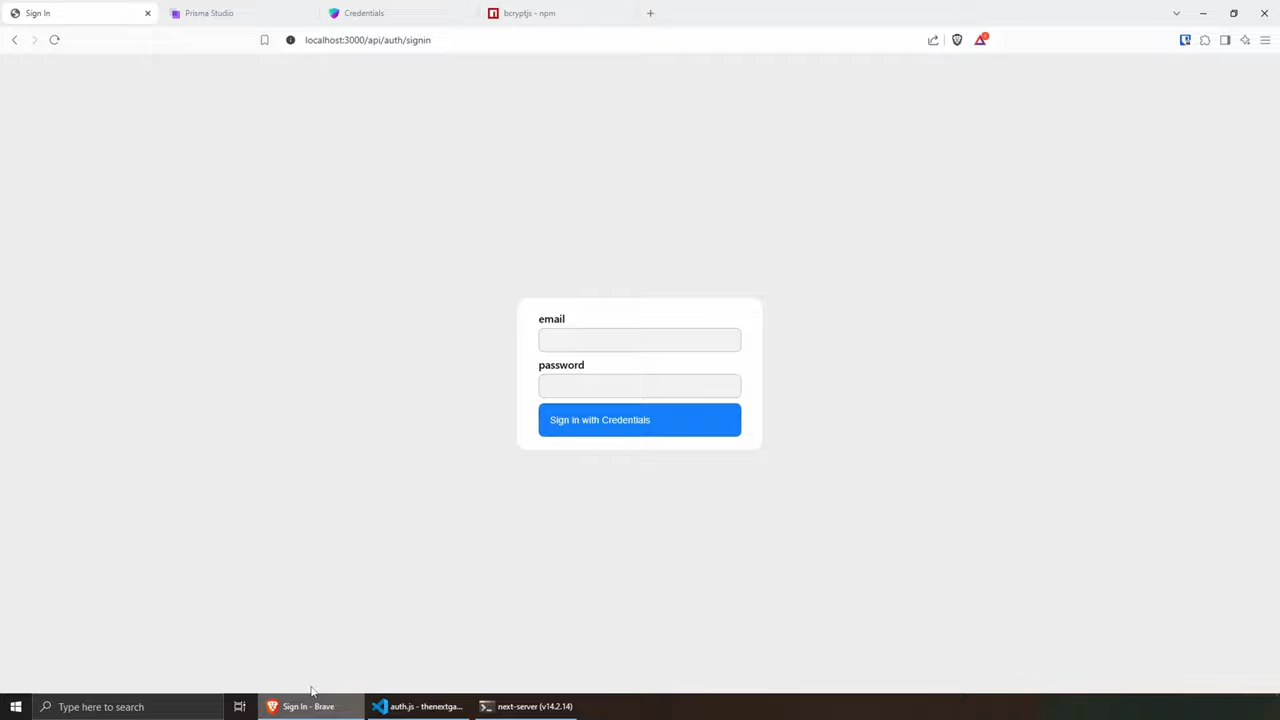 Sign In
Prisma Studio
Credentials
bcryptjs - npm
localhost:3000/api/auth/signin
1
email
password
Sign in with Credentials
Type here to search
Sign In - Brave
auth.js - thenextga...
next-server (v14.2.14)